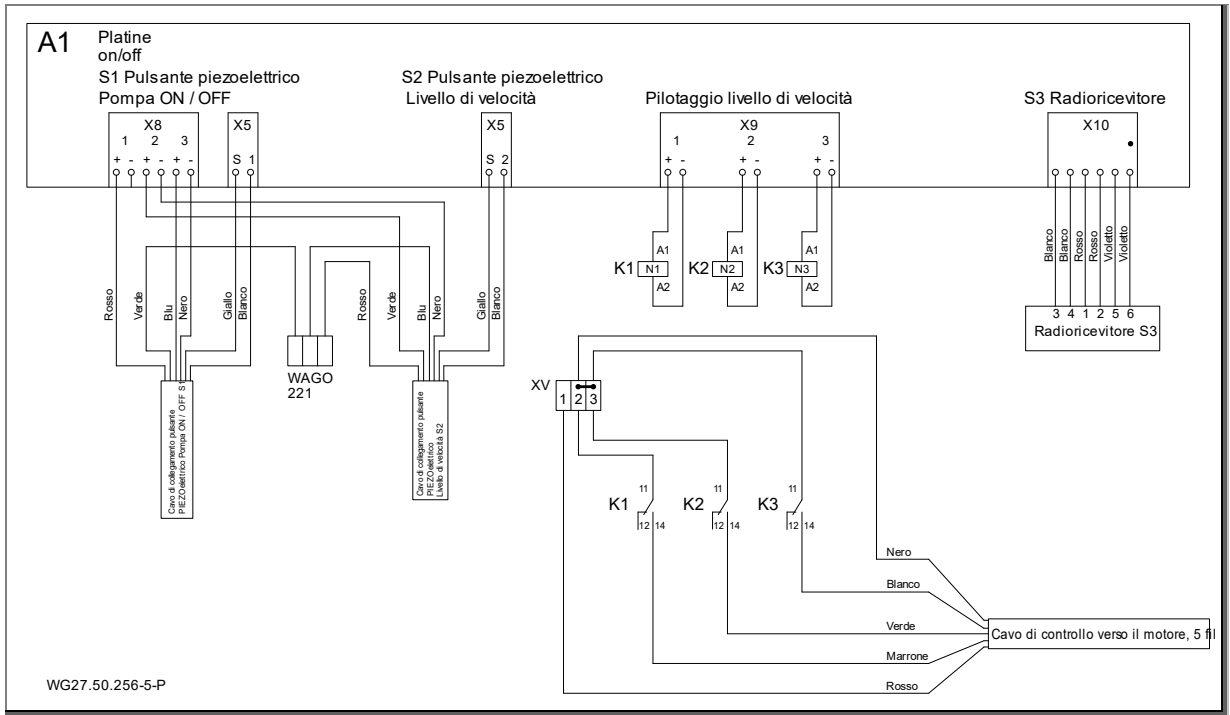 A1
Platine
on/off
S1 Pulsante piezoelettrico
Pompa ON / OFF
S2 Pulsante piezoelettrico
Livello di velocità
Pilotaggio livello di velocità
S3 Radioricevitore
X8
1 2 3
+ - + - + -
X5
S 1
X5
S 2
X9
1 2 3
+ - + - + -
X10
Rosso
Verde
Blu
Nero
Giallo
Blanco
Rosso
Verde
Blu
Nero
Giallo
Blanco
K1 N1 A1 A2
K2 N2 A1 A2
K3 N3 A1 A2
Blanco
Blanco
Rosso
Rosso
Violetto
Violetto
3 4 1 2 5 6
Radioricevitore S3
WAGO
221
Cavo di collegamento pulsante
PIEZOelettrico Pompa ON / OFF S1
Cavo di collegamento pulsante
PIEZOelettrico
Livello di velocità S2
XV
1 2 3
K1 11 12 14
K2 11 12 14
K3 11 12 14
Nero
Blanco
Verde
Marrone
Rosso
Cavo di controllo verso il motore, 5 fil
WG27.50.256-5-P